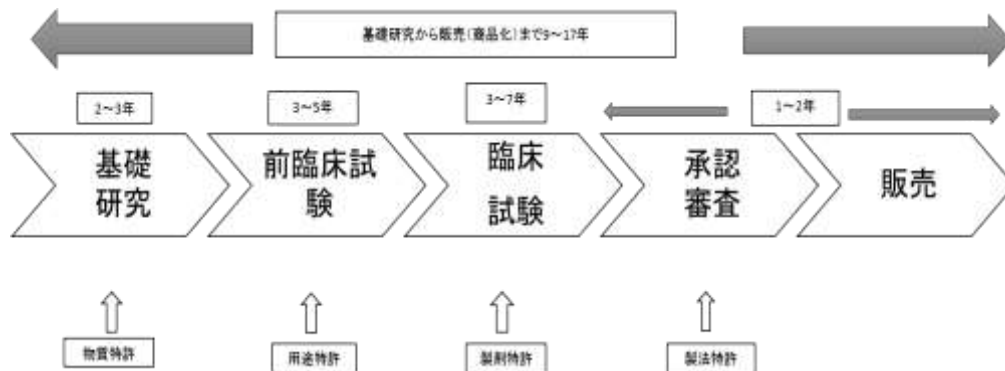 基礎研究から販売(商品化)まで9～17年
2～3年
3～5年
3～7年
1～2年
基礎
研究
前臨床試
験
臨床
試験
承認
審査
販売
物質特許
用途特許
製剤特許
製法特許